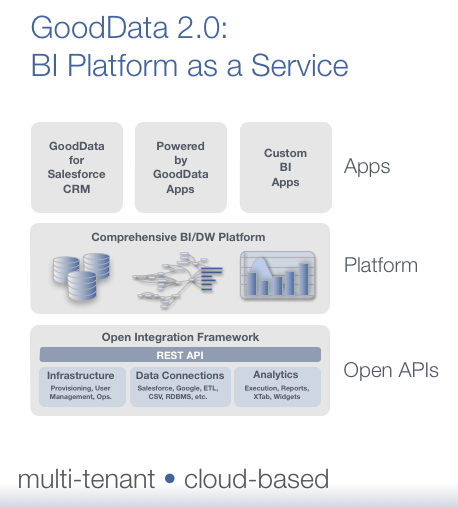 GoodData 2.0:
BI Platform as a Service
GoodData
for
Salesforce
CRM
Powered
by
GoodData
Apps
Custom
BI
Apps
Apps
Comprehensive BI/DW Platform
Platform
Open Integration Framework
REST API
Infrastructure
Provisioning, User
Management, Ops.
Data Connections
Salesforce, Google, ETL,
CSV, RDBMS, etc.
Analytics
Execution, Reports,
XTab, Widgets
Open APIs
multi-tenant • cloud-based